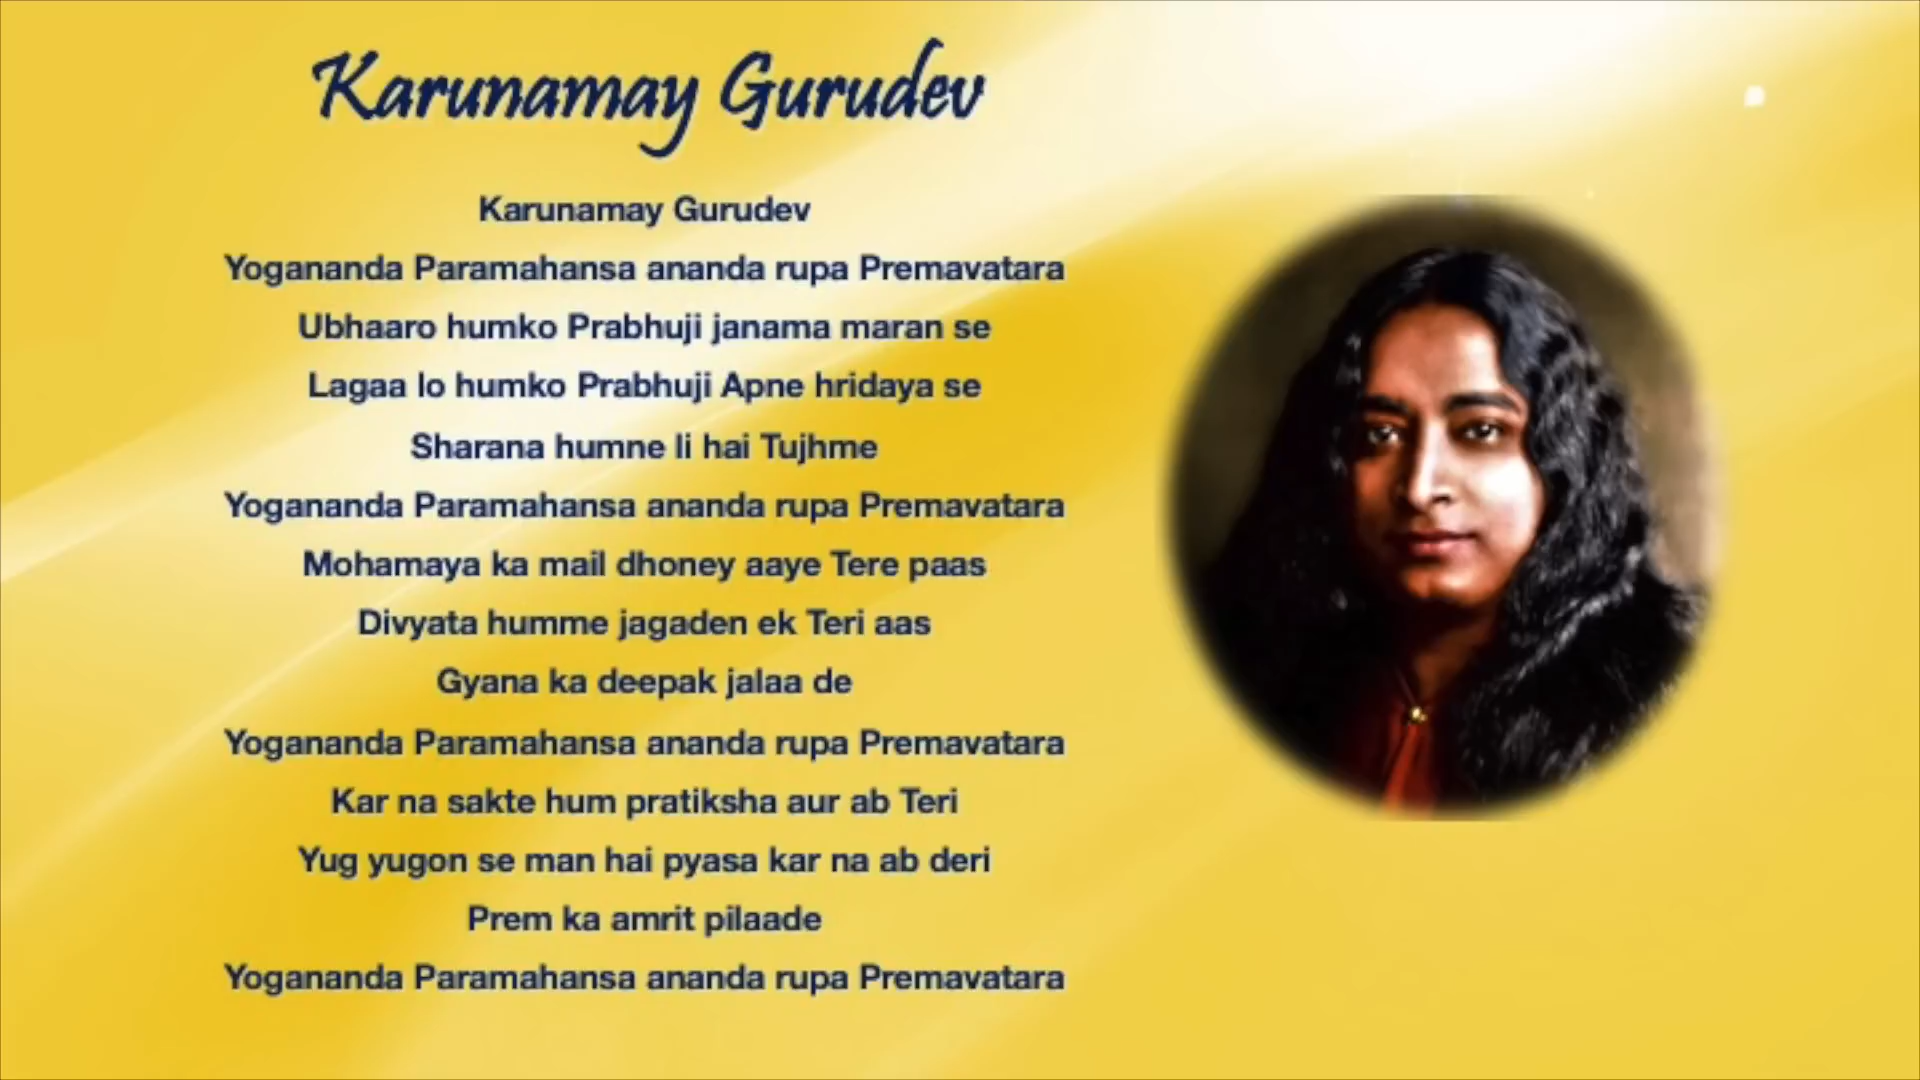 Karunamay Gurudev
Karunamay Gurudev
Yogananda Paramahansa ananda rupa Premavatara
Ubhaaro humko Prabhuji janama maran se
Lagaa lo humko Prabhuji Apne hridaya se
Sharana humne li hai Tujhme
Yogananda Paramahansa ananda rupa Premavatara
Mohamaya ka mail dhoney aaye Tere paas
Divyata humme jagaden ek Teri aas
Gyana ka deepak jalaa de
Yogananda Paramahansa ananda rupa Premavatara
Kar na sakte hum pratiksha aur ab Teri
Yug yugon se man hai pyasa kar na ab deri
Prem ka amrit pilaade
Yogananda Paramahansa ananda rupa Premavatara